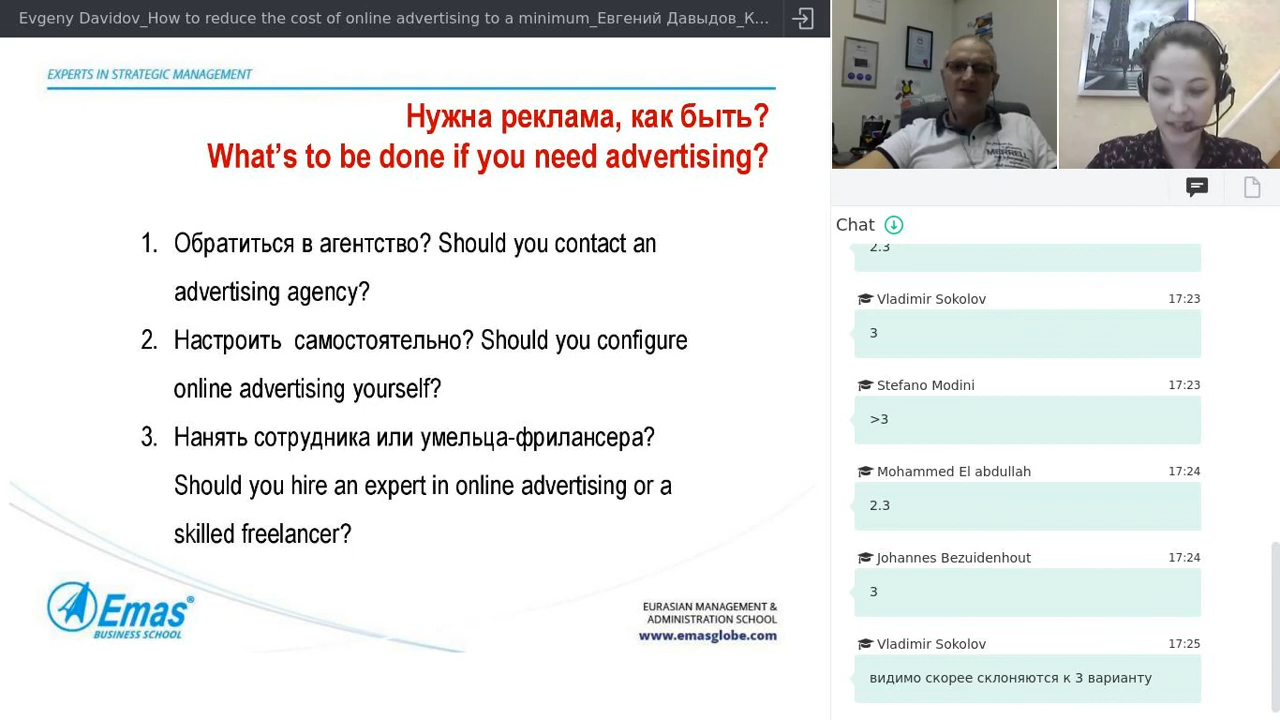 Evgeny Davidov_How to reduce the cost of online advertising to a minimum_Евгений Давыдов_К...
EXPERTS IN STRATEGIC MANAGEMENT
Нужна реклама, как быть?
What's to be done if you need advertising?
1. Обратиться в агентство? Should you contact an
advertising agency?
2. Настроить самостоятельно? Should you configure
online advertising yourself?
3. Нанять сотрудника или умельца-фрилансера?
Should you hire an expert in online advertising or a
skilled freelancer?
Emas®
BUSINESS SCHOOL
EURASIAN MANAGEMENT &
ADMINISTRATION SCHOOL
www.emasglobe.com
MERRELL
Chat
2.3
Vladimir Sokolov 17:23
3
Stefano Modini 17:23
>3
Mohammed El abdullah 17:24
2.3
Johannes Bezuidenhout 17:24
3
Vladimir Sokolov 17:25
видимо скорее склоняются к 3 варианту